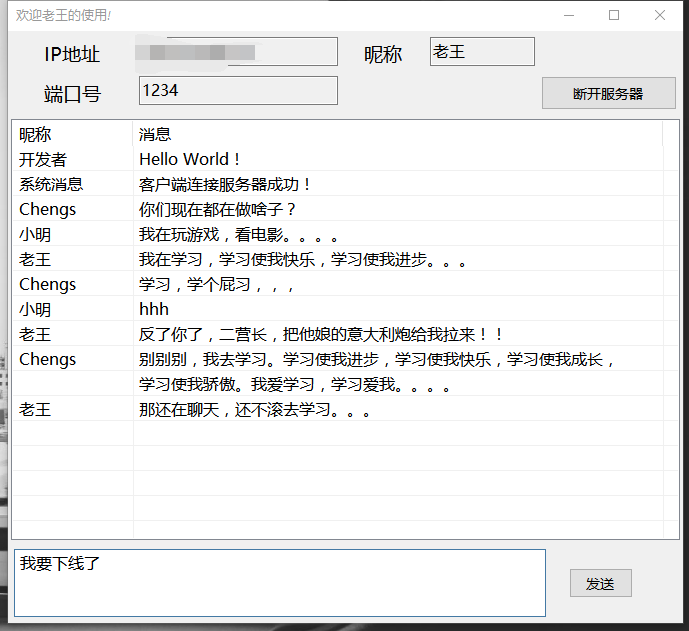 欢迎老王的使用!
IP地址
昵称 老王
端口号 1234
断开服务器
昵称 消息
开发者 Hello World！
系统消息 客户端连接服务器成功！
Chengs 你们现在都在做啥子？
小明 我在玩游戏，看电影。。。。
老王 我在学习，学习使我快乐，学习使我进步。。。
Chengs 学习，学个屁习，，，
小明 hhh
老王 反了你了，二营长，把他娘的意大利炮给我拉来！！
Chengs 别别别，我去学习。学习使我进步，学习使我快乐，学习使我成长，
学习使我骄傲。我爱学习，学习爱我。。。。
老王 那还在聊天，还不滚去学习。。。
我要下线了
发送